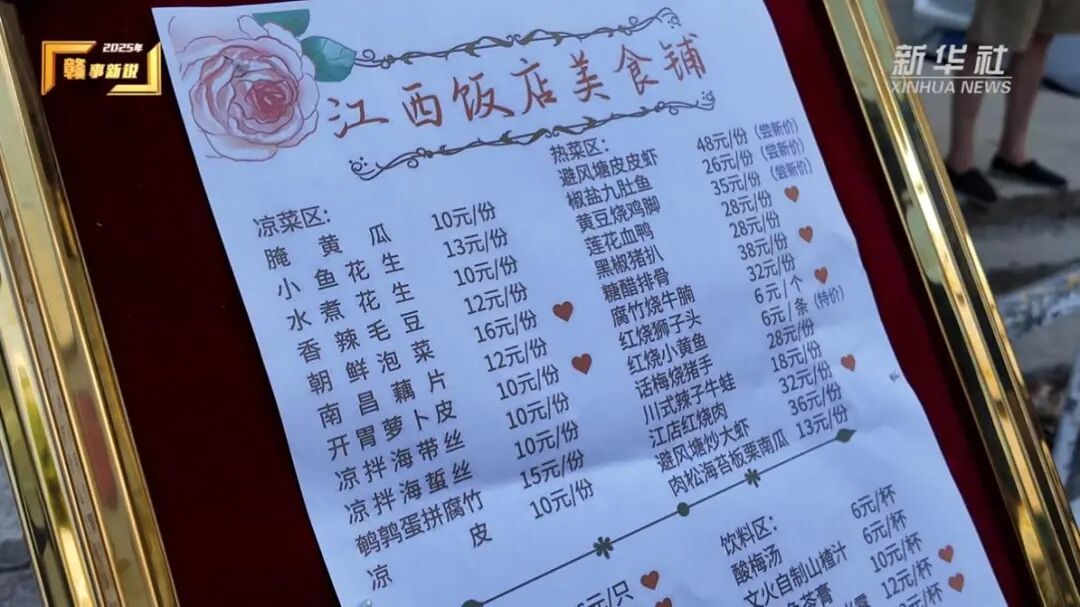 2025年
赣事新说
新华社
XINHUA NEWS
江西饭店美食铺
凉菜区:
腌黄瓜 10元/份
小鱼花生 13元/份
水煮花生 10元/份
香辣毛豆 12元/份
朝鲜泡菜 16元/份
南昌藕片 12元/份
开胃萝卜皮 10元/份
凉拌海带丝 10元/份
凉拌海蜇丝 10元/份
鹌鹑蛋拼腐竹 15元/份
凉皮 10元/份
热菜区:
避风塘皮皮虾 48元/份(尝新价)
椒盐九肚鱼 26元/份(尝新价)
黄豆烧鸡脚 35元/份(尝新价)
莲花血鸭 28元/份
黑椒猪扒 28元/份
糖醋排骨 38元/份
腐竹烧牛腩 32元/份
红烧狮子头 6元/个
红烧小黄鱼 6元/条(特价)
话梅烧猪手 28元/份
川式辣子牛蛙 18元/份
江店红烧肉 32元/份
避风塘炒大虾 36元/份
肉松海苔板栗南瓜 13元/份
元/只
饮料区:
酸梅汤 6元/杯
文火自制山楂汁 6元/杯
苓膏 10元/杯
露 12元/杯